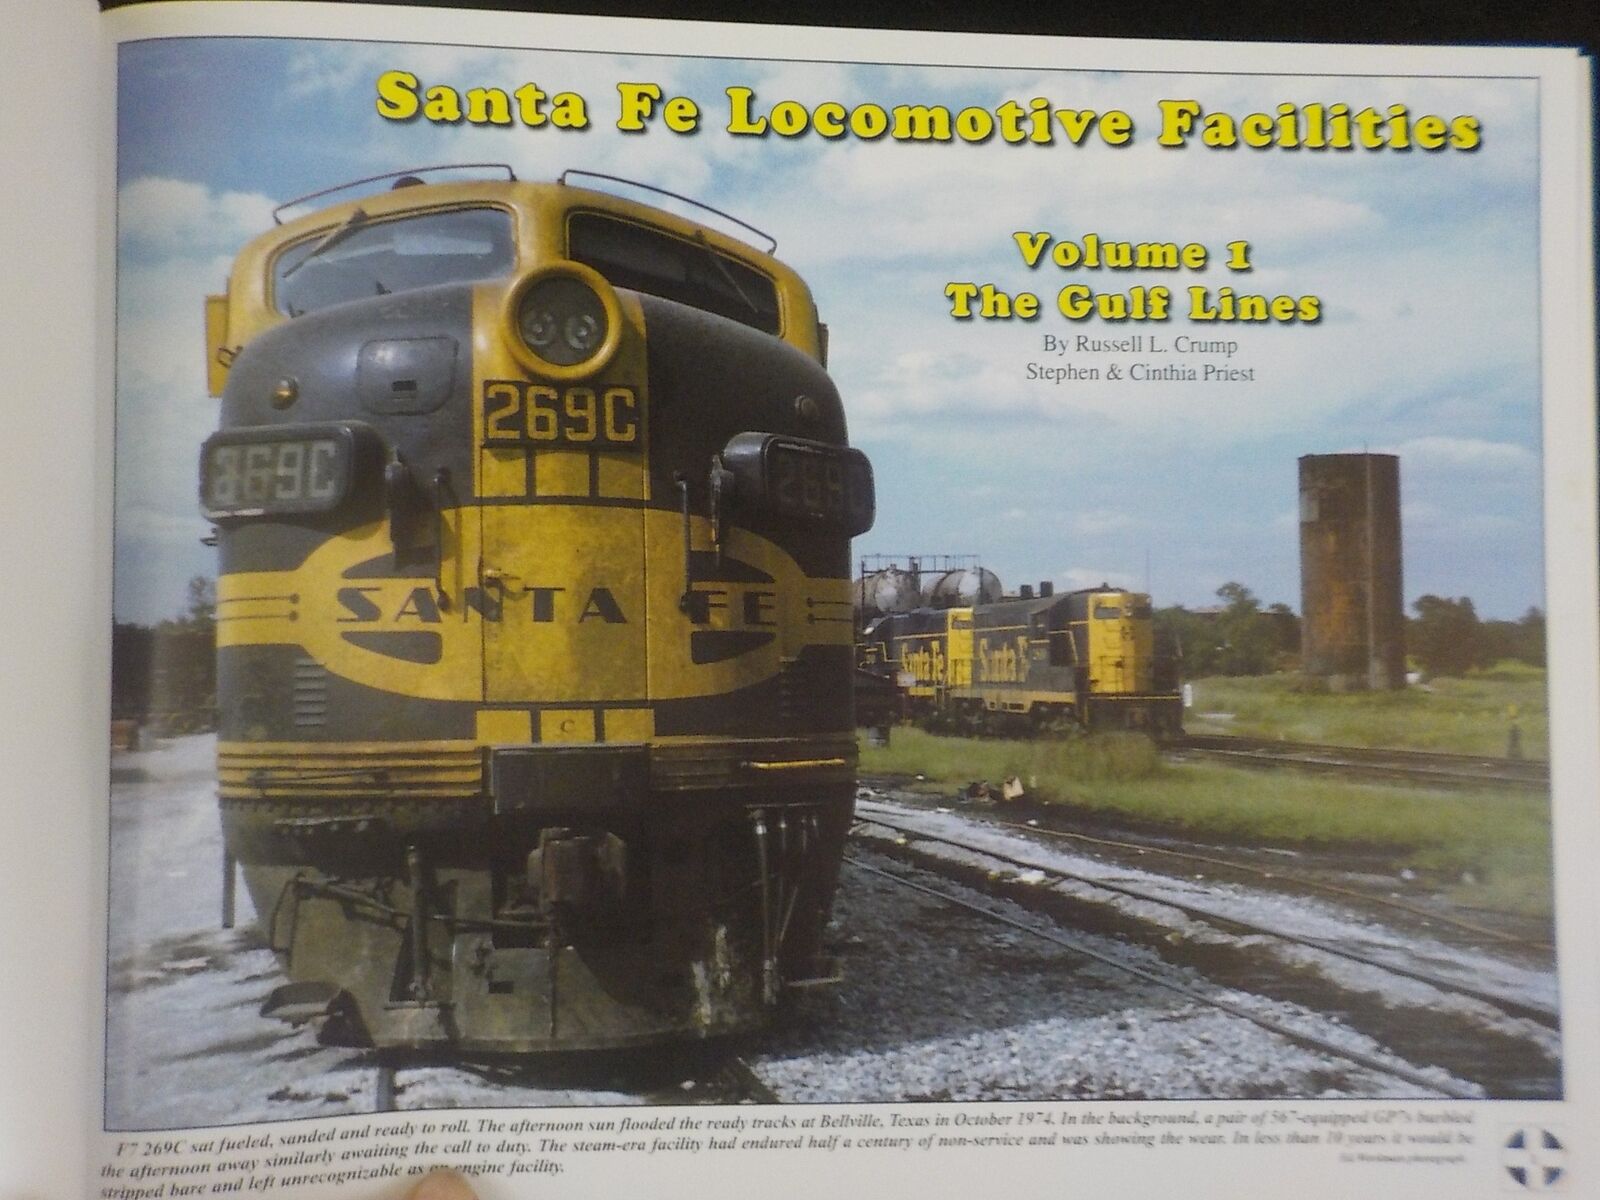 Santa Fe Locomotive Facilities
Volume 1
The Gulf Lines
By Russell L. Crump
Stephen & Cinthia Priest
269C
269C
269
SANTA FE
Santa Fe
Santa Fe
C
F7 269C sat fueled, sanded and ready to roll. The afternoon sun flooded the ready tracks at Bellville, Texas in October 1974. In the background, a pair of 567-equipped GP7s burbled
the afternoon away similarly awaiting the call to duty. The steam-era facility had endured half a century of non-service and was showing the wear. In less than 10 years it would be
stripped bare and left unrecognizable as an engine facility.
photograph